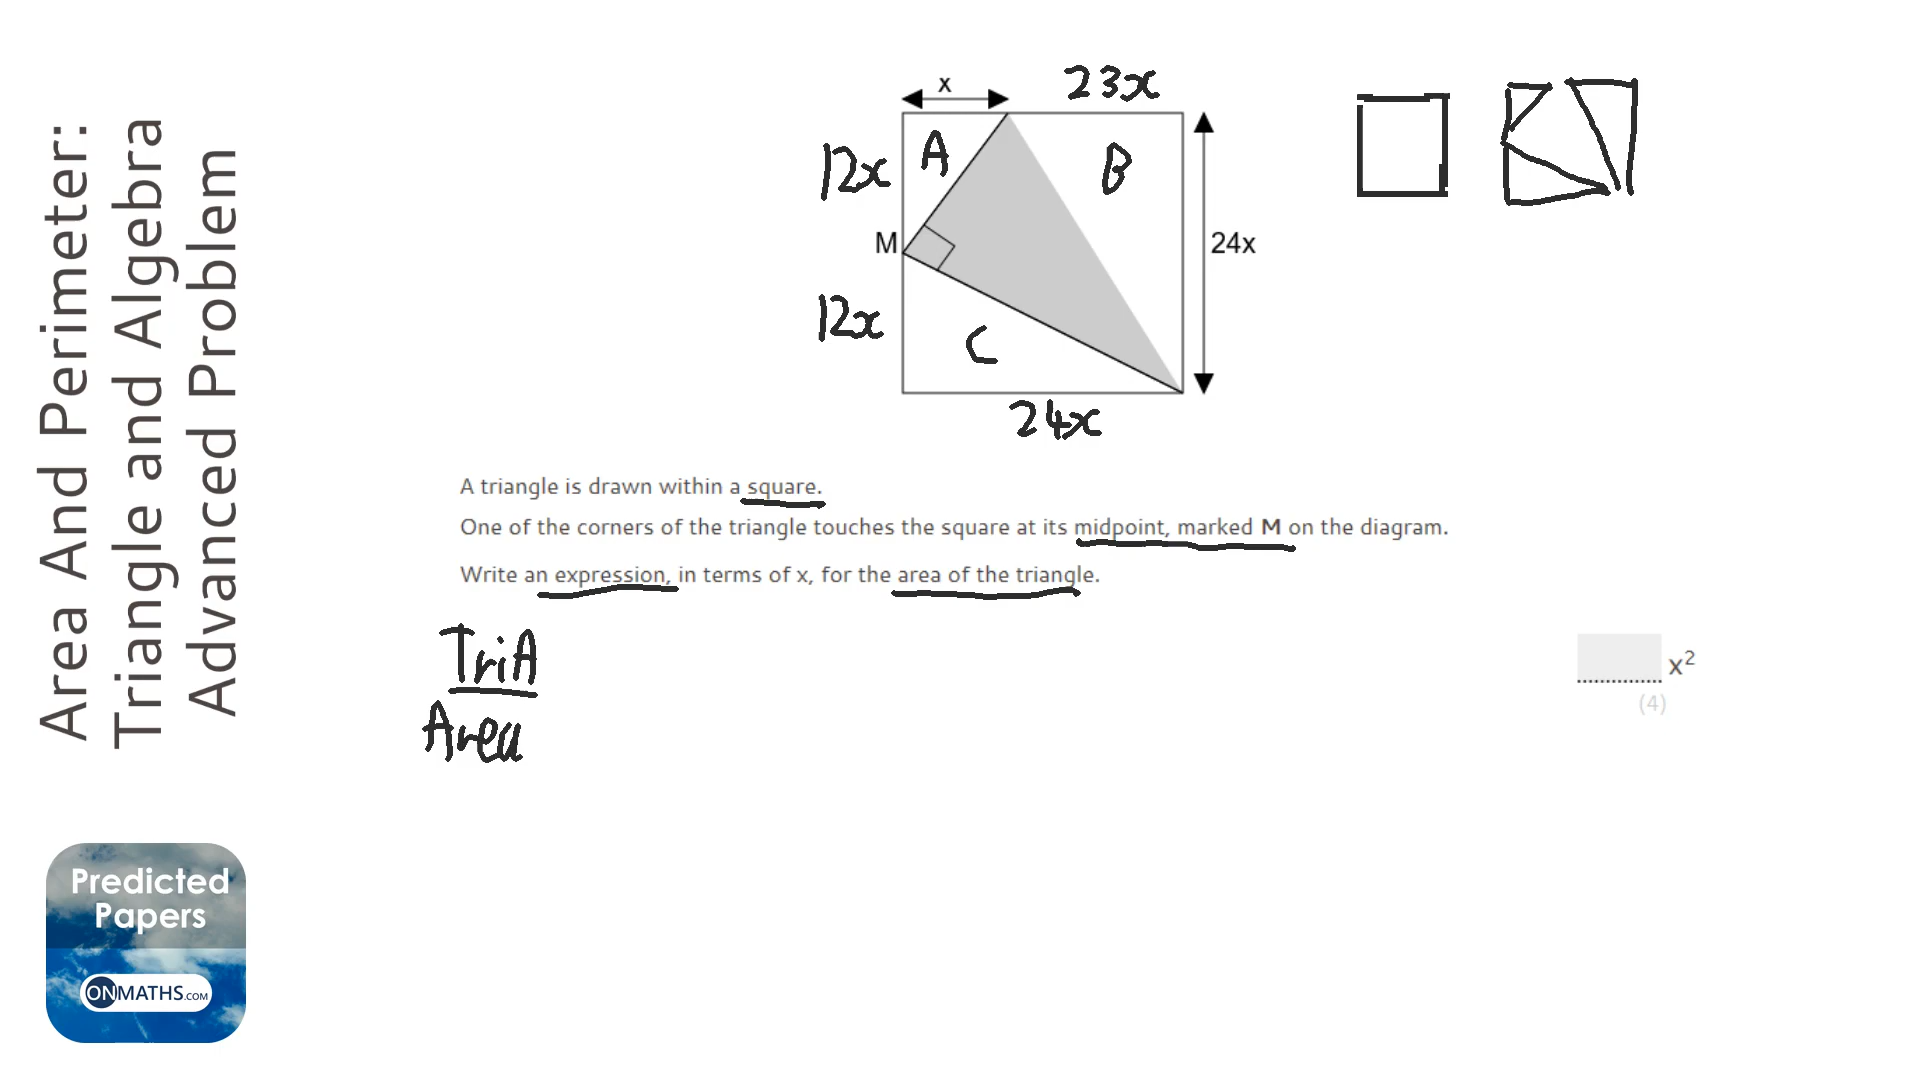 Area And Perimeter:
Triangle and Algebra
Advanced Problem
x
23x
12x
A
B
M
24x
12x
C
24x
A triangle is drawn within a square.
One of the corners of the triangle touches the square at its midpoint, marked M on the diagram.
Write an expression, in terms of x, for the area of the triangle.
Tri A
Area
x²
(4)
Predicted
Papers
ONMATHS.COM